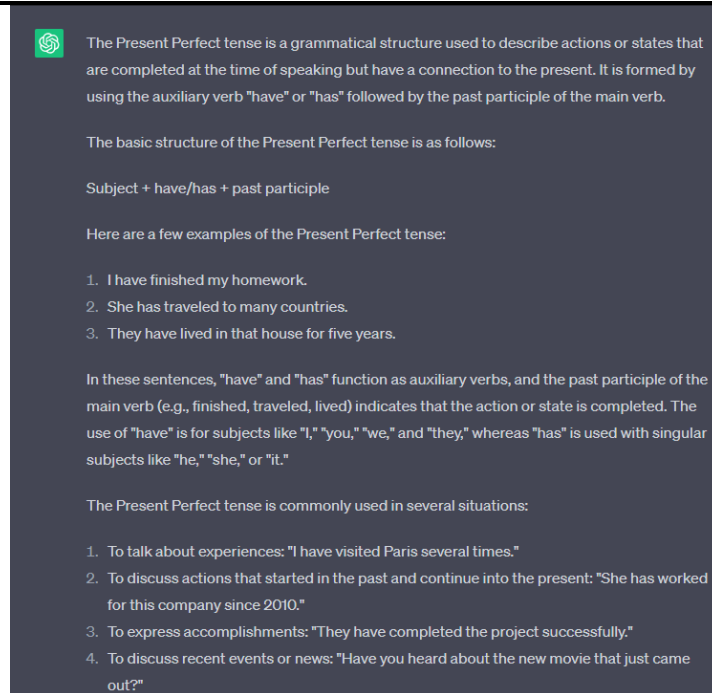 The Present Perfect tense is a grammatical structure used to describe actions or states that
are completed at the time of speaking but have a connection to the present. It is formed by
using the auxiliary verb "have" or "has" followed by the past participle of the main verb.
The basic structure of the Present Perfect tense is as follows:
Subject + have/has + past participle
Here are a few examples of the Present Perfect tense:
1. I have finished my homework.
2. She has traveled to many countries.
3. They have lived in that house for five years.
In these sentences, "have" and "has" function as auxiliary verbs, and the past participle of the
main verb (e.g., finished, traveled, lived) indicates that the action or state is completed. The
use of "have" is for subjects like "I," "you," "we," and "they," whereas "has" is used with singular
subjects like "he," "she," or "it."
The Present Perfect tense is commonly used in several situations:
1. To talk about experiences: "I have visited Paris several times."
2. To discuss actions that started in the past and continue into the present: "She has worked
for this company since 2010."
3. To express accomplishments: "They have completed the project successfully."
4. To discuss recent events or news: "Have you heard about the new movie that just came
out?"